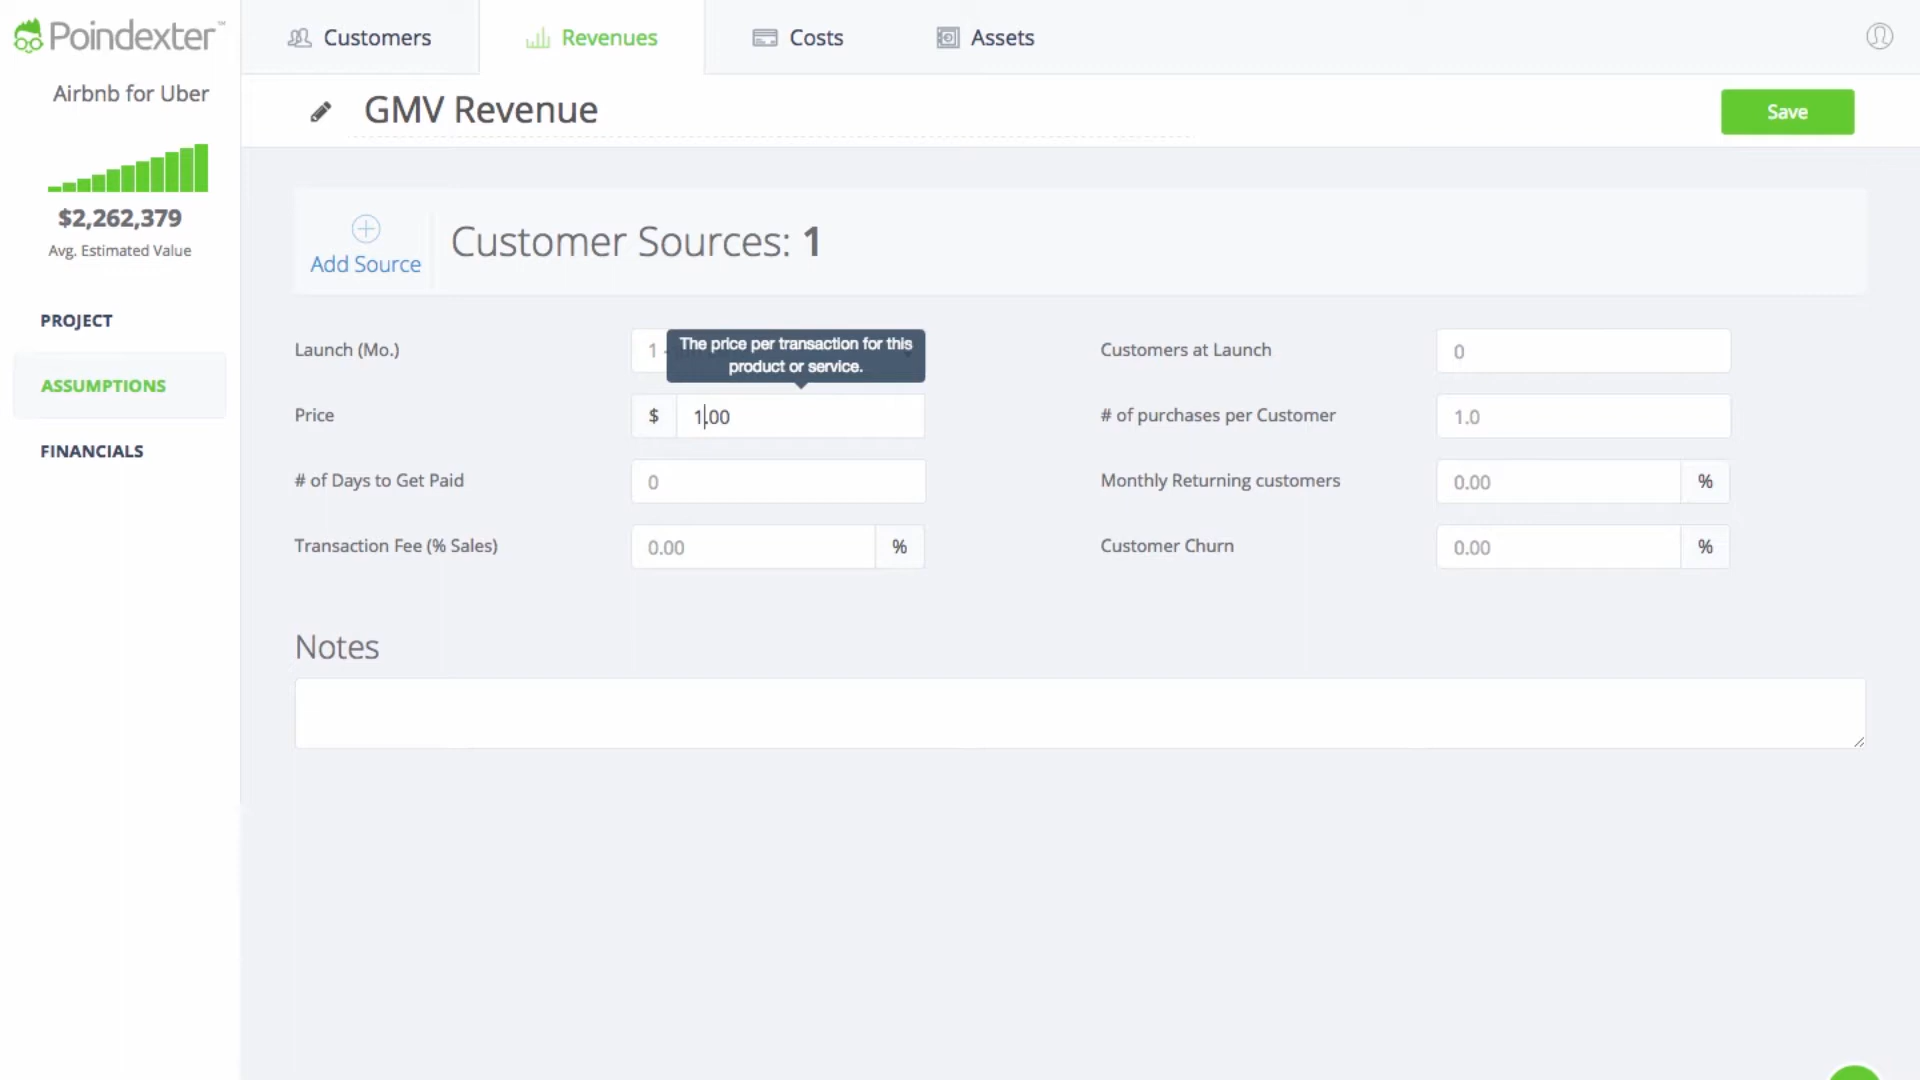 Poindexter™
Airbnb for Uber
$2,262,379
Avg. Estimated Value
PROJECT
ASSUMPTIONS
FINANCIALS
Customers
Revenues
Costs
Assets
GMV Revenue
Save
Add Source
Customer Sources: 1
Launch (Mo.)
1
The price per transaction for this
product or service.
Customers at Launch
0
Price
$
1.00
# of purchases per Customer
1.0
# of Days to Get Paid
0
Monthly Returning customers
0.00
%
Transaction Fee (% Sales)
0.00
%
Customer Churn
0.00
%
Notes